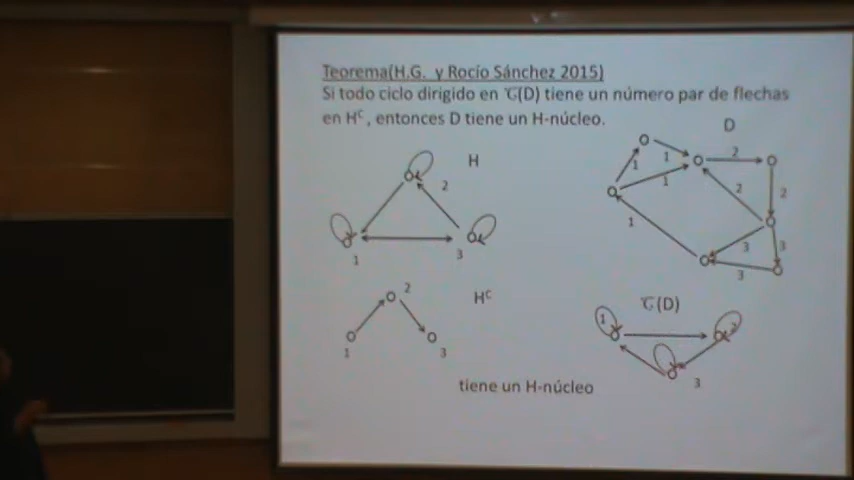 Teorema(H.G. y Rocío Sánchez 2015)
Si todo ciclo dirigido en ℭ(D) tiene un número par de flechas
en Hᶜ, entonces D tiene un H-núcleo.
D
H
2
1
3
1
1
1
2
2
2
1
3
3
3
Hᶜ
2
1
3
ℭ(D)
1
2
3
tiene un H-núcleo